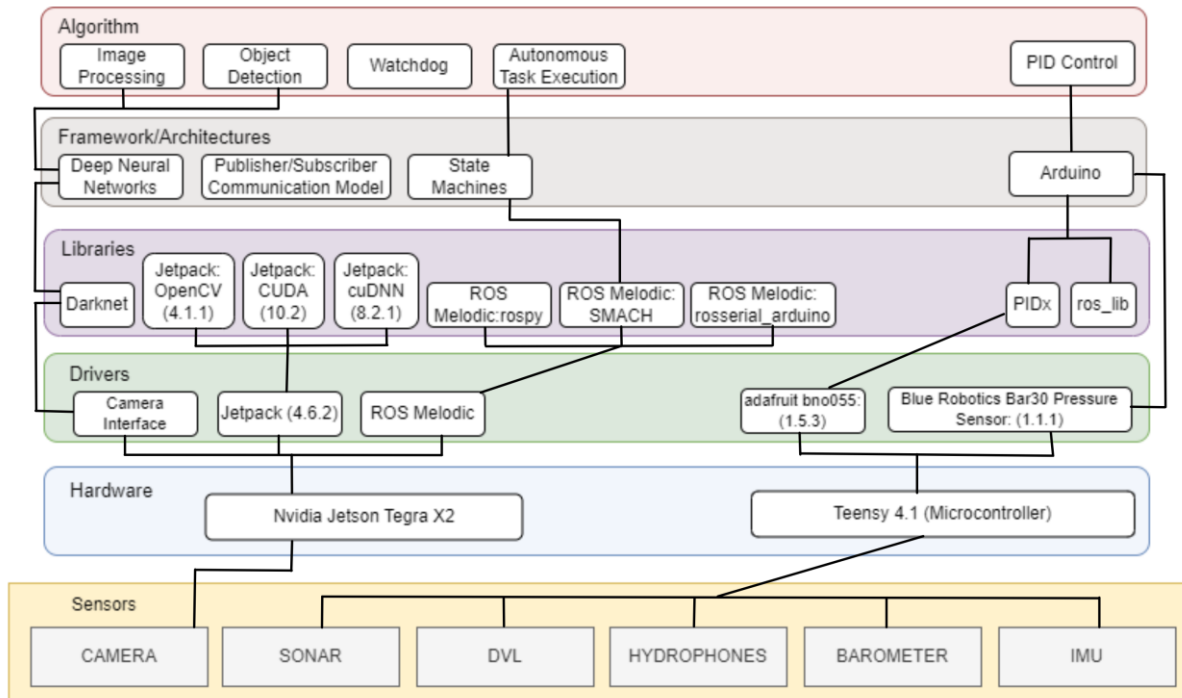 Algorithm
Image
Processing
Object
Detection
Watchdog
Autonomous
Task Execution
PID Control
Framework/Architectures
Deep Neural
Networks
Publisher/Subscriber
Communication Model
State
Machines
Arduino
Libraries
Darknet
Jetpack:
OpenCV
(4.1.1)
Jetpack:
CUDA
(10.2)
Jetpack:
cuDNN
(8.2.1)
ROS
Melodic:rospy
ROS Melodic:
SMACH
ROS Melodic:
rosserial_arduino
PIDx
ros_lib
Drivers
Camera
Interface
Jetpack (4.6.2)
ROS Melodic
adafruit bno055:
(1.5.3)
Blue Robotics Bar30 Pressure
Sensor: (1.1.1)
Hardware
Nvidia Jetson Tegra X2
Teensy 4.1 (Microcontroller)
Sensors
CAMERA
SONAR
DVL
HYDROPHONES
BAROMETER
IMU